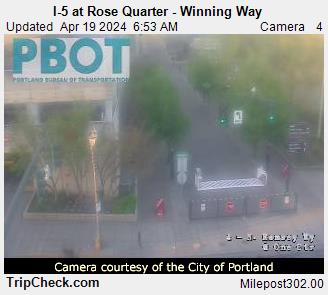 I-5 at Rose Quarter - Winning Way
Updated Apr 19 2024 6:53 AM Camera 4
PBOT
PORTLAND BUREAU OF TRANSPORTATION
Camera courtesy of the City of Portland
TripCheck.com Milepost302.00